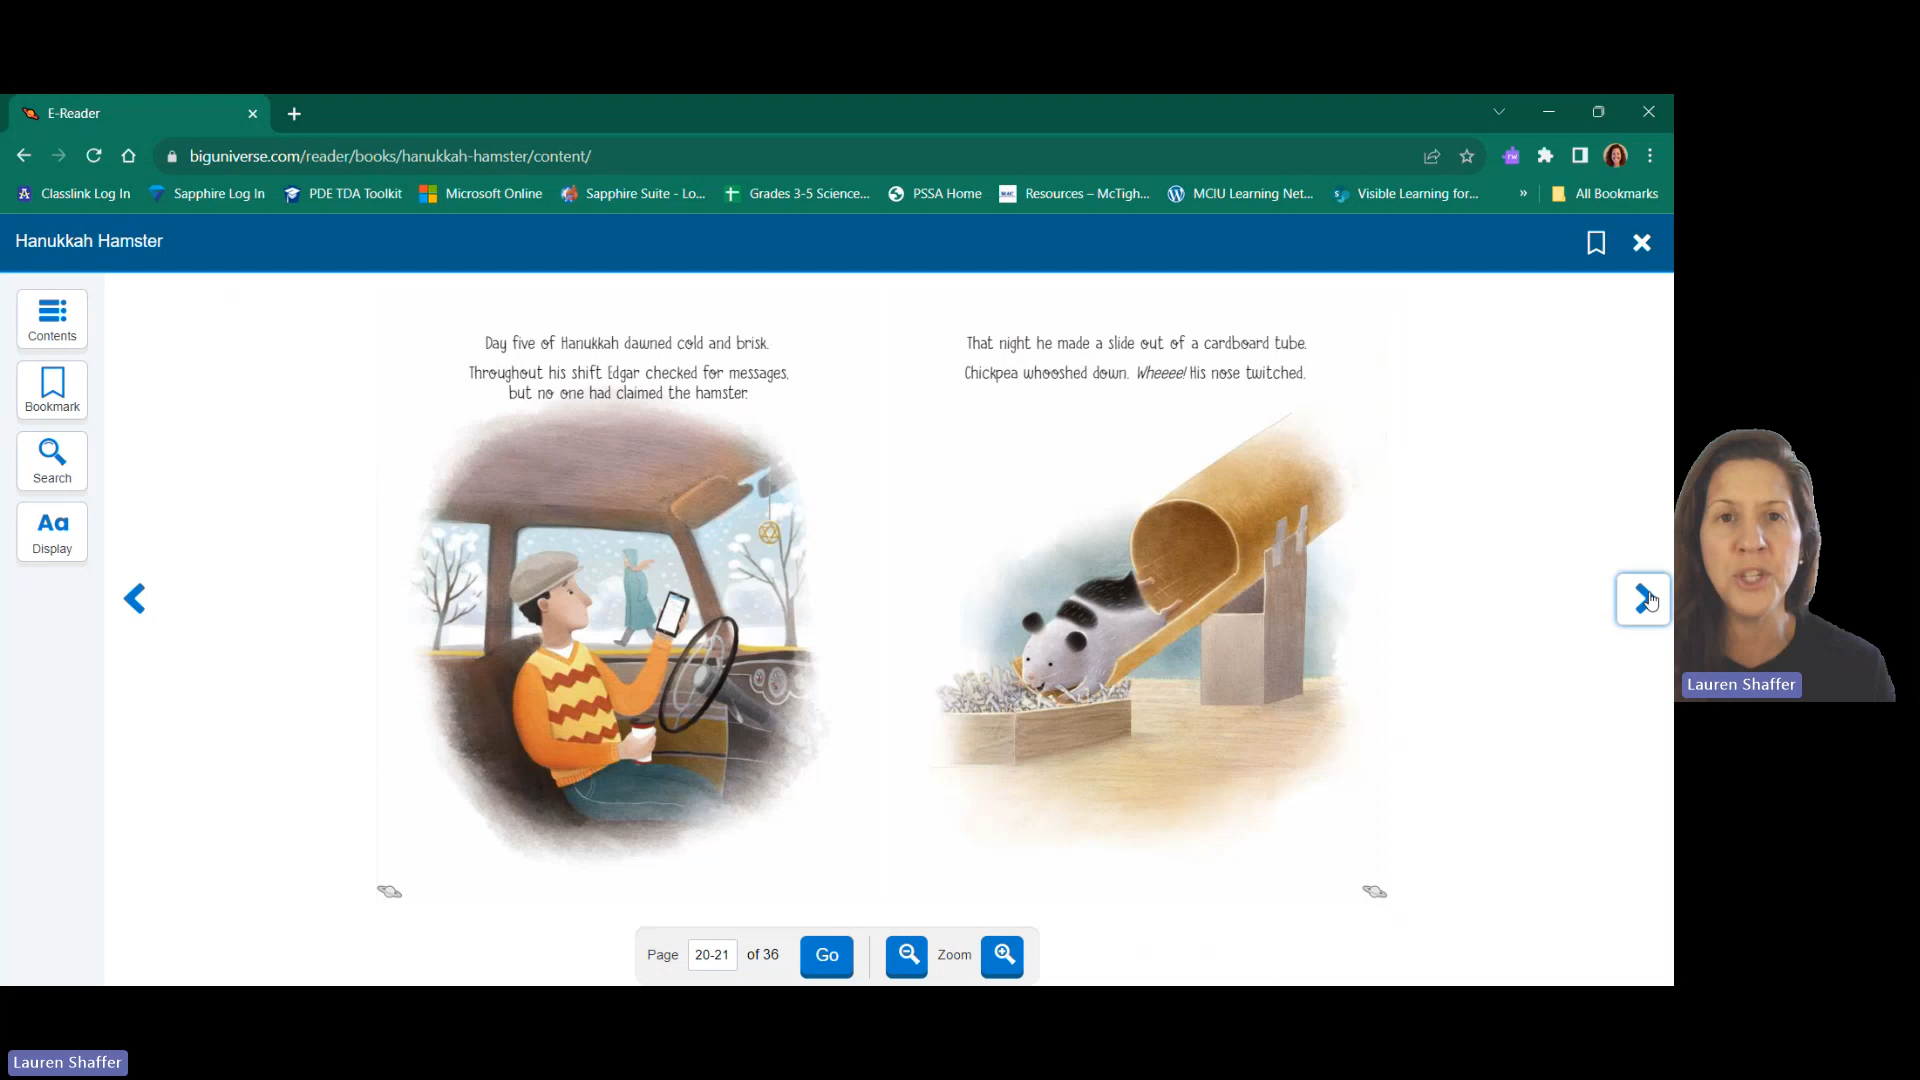 E-Reader
biguniverse.com/reader/books/hanukkah-hamster/content/
Classlink Log In
Sapphire Log In
PDE TDA Toolkit
Microsoft Online
Sapphire Suite - Lo...
Grades 3-5 Science...
PSSA Home
Resources – McTigh...
MCIU Learning Net...
Visible Learning for...
»
All Bookmarks
Hanukkah Hamster
Contents
Bookmark
Search
Aa
Display
Day five of Hanukkah dawned cold and brisk.
Throughout his shift Edgar checked for messages,
but no one had claimed the hamster.
That night he made a slide out of a cardboard tube.
Chickpea whooshed down. Wheeee! His nose twitched.
Page 20-21 of 36 Go Zoom
Lauren Shaffer
Lauren Shaffer